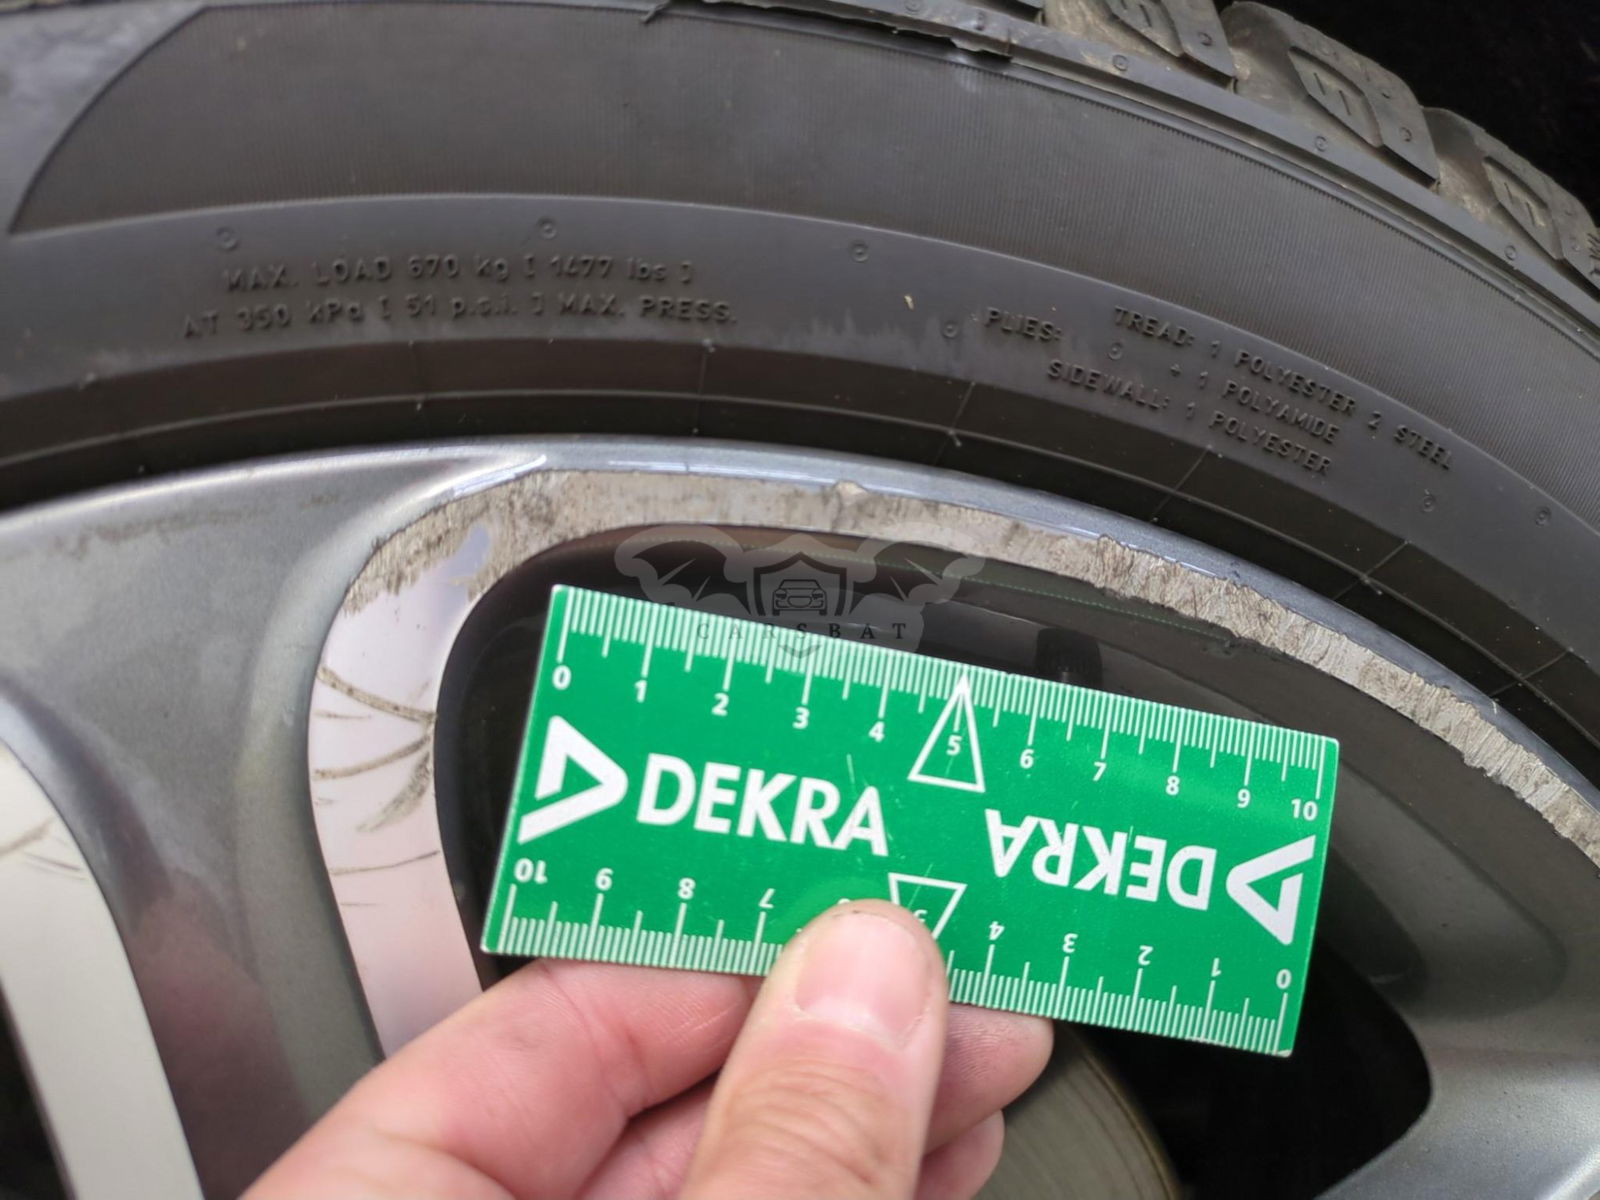 MAX. LOAD 670 kg [ 1477 lbs ]
AT 350 kPa [ 51 p.s.i. ] MAX. PRESS.
PLIES: TREAD: 1 POLYESTER 2 STEEL
+ 1 POLYAMIDE
SIDEWALL: 1 POLYESTER
CARSBAT
0 1 2 3 4 5 6 7 8 9 10
DEKRA
DEKRA
10 9 8 7 4 3 2 1 0